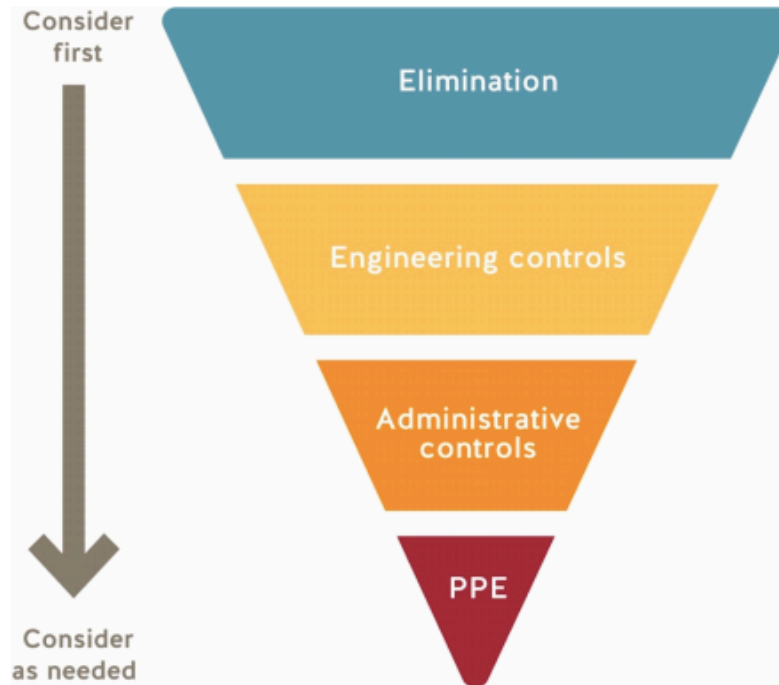 Consider
first
Elimination
Engineering controls
Administrative
controls
PPE
Consider
as needed